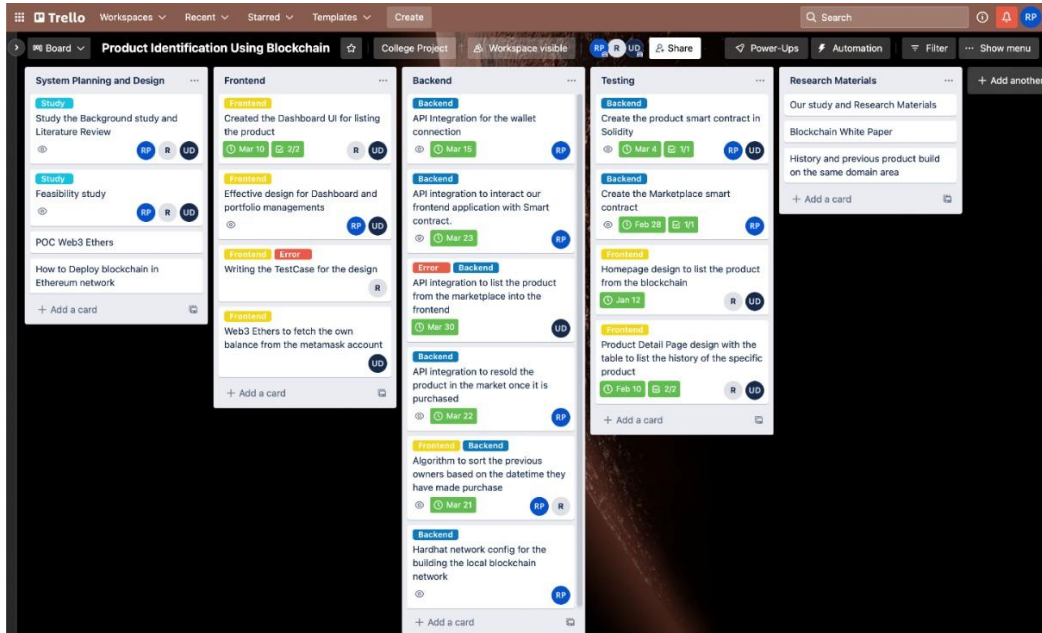 Trello Workspaces Recent Starred Templates Create Search RP
Board Product Identification Using Blockchain College Project Workspace visible RP R UD Share Power-Ups Automation Filter ... Show menu
System Planning and Design ...
Study
Study the Background study and
Literature Review
RP R UD
Study
Feasibility study
RP R UD
POC Web3 Ethers
How to Deploy blockchain in
Ethereum network
+ Add a card
Frontend ...
Frontend
Created the Dashboard UI for listing
the product
Mar 10 2/2 R UD
Frontend
Effective design for Dashboard and
portfolio managements
RP UD
Frontend Error
Writing the TestCase for the design
R
Frontend
Web3 Ethers to fetch the own
balance from the metamask account
UD
+ Add a card
Backend ...
Backend
API Integration for the wallet
connection
Mar 15 RP
Backend
API integration to interact our
frontend application with Smart
contract.
Mar 23 RP
Error Backend
API integration to list the product
from the marketplace into the
frontend
Mar 30 UD
Backend
API integration to resold the
product in the market once it is
purchased
Mar 22 RP
Frontend Backend
Algorithm to sort the previous
owners based on the datetime they
have made purchase
Mar 21 RP R
Backend
Hardhat network config for the
building the local blockchain
network
RP
+ Add a card
Testing ...
Backend
Create the product smart contract in
Solidity
Mar 4 1/1 RP UD
Backend
Create the Marketplace smart
contract
Feb 28 1/1 RP
Frontend
Homepage design to list the product
from the blockchain
Jan 12 R UD
Frontend
Product Detail Page design with the
table to list the history of the specific
product
Feb 10 2/2 R UD
+ Add a card
Research Materials ...
Our study and Research Materials
Blockchain White Paper
History and previous product build
on the same domain area
+ Add a card
+ Add another